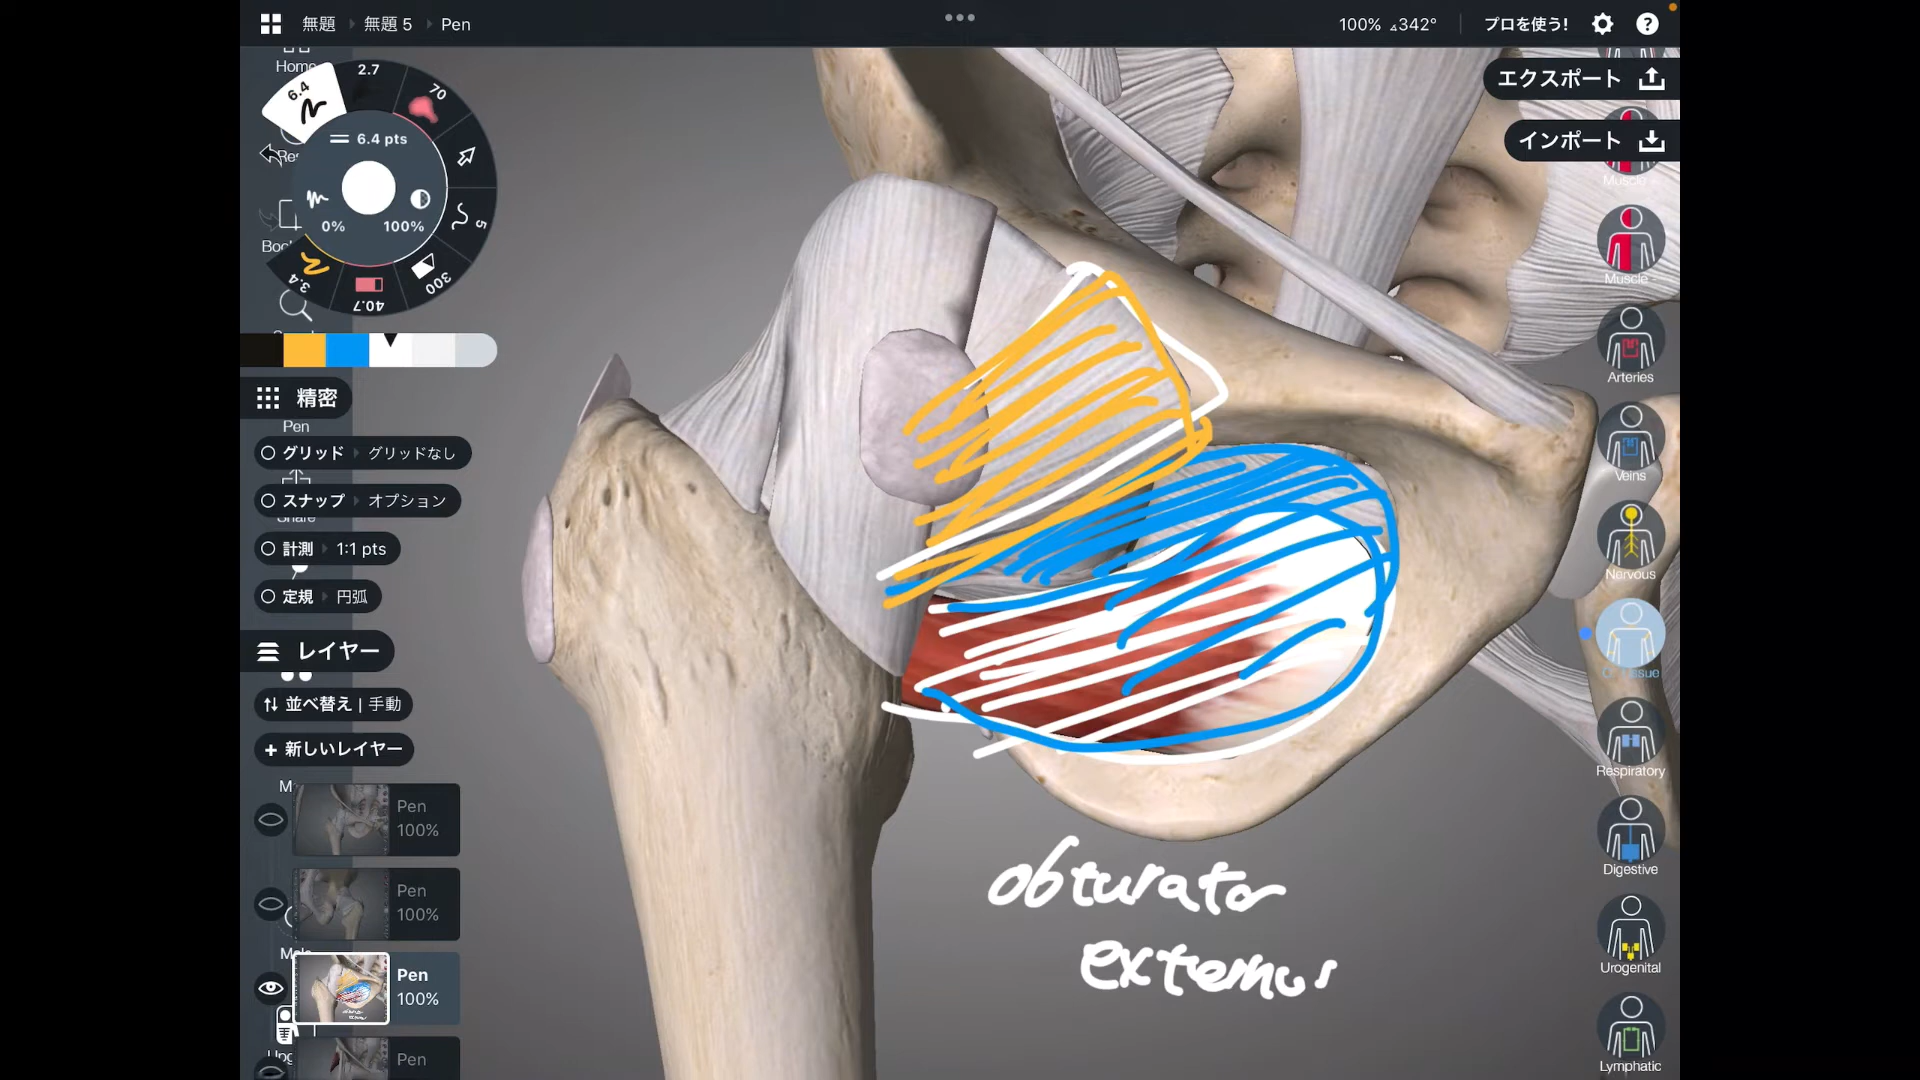 無題 無題 5 Pen
100% 342°
プロを使う!
Home
2.7
70
6.4
6.4 pts
0% 100%
5
300
40.7
3.4
エクスポート
インポート
精密
Pen
グリッド グリッドなし
スナップ オプション
Share
計測 1:1 pts
定規 円弧
レイヤー
並べ替え | 手動
+ 新しいレイヤー
Pen
100%
Pen
100%
Pen
100%
Pen
Muscle -
Muscle -
Arteries
Veins
Nervous
Respiratory
Digestive
Urogenital
Lymphatic
obturator
externus